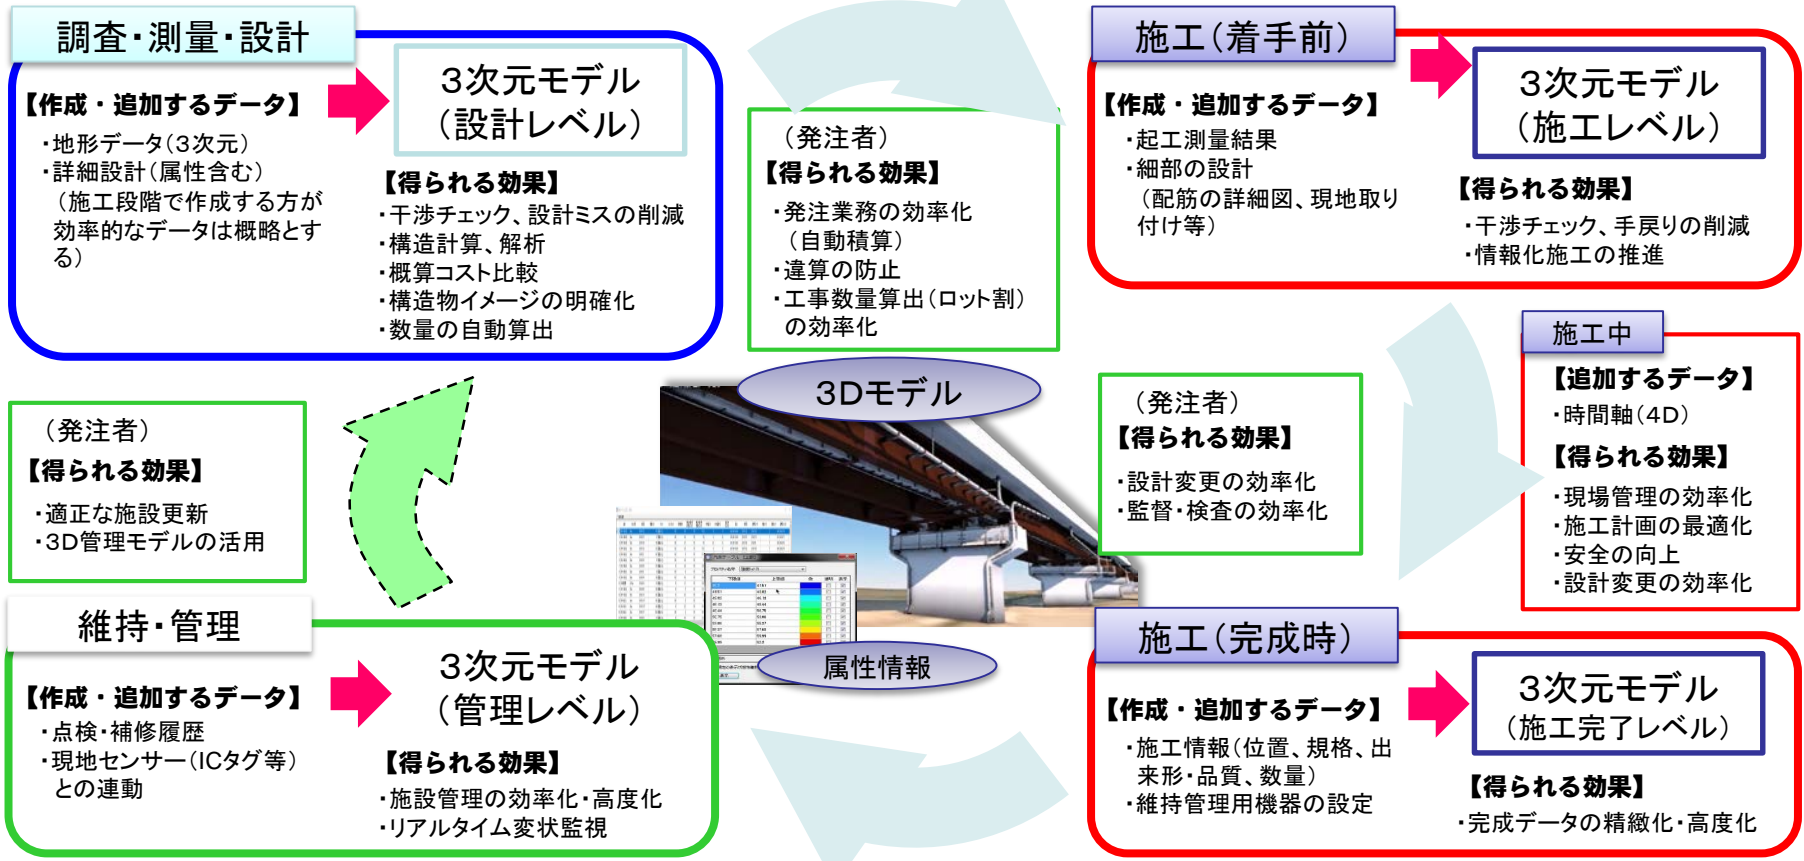 調査・測量・設計
【作成・追加するデータ】
・地形データ（3次元）
・詳細設計（属性含む）
（施工段階で作成する方が
効率的なデータは概略とす
る）
3次元モデル
（設計レベル）
【得られる効果】
・干渉チェック、設計ミスの削減
・構造計算、解析
・概算コスト比較
・構造物イメージの明確化
・数量の自動算出
（発注者）
【得られる効果】
・発注業務の効率化
（自動積算）
・違算の防止
・工事数量算出（ロット割）
の効率化
施工（着手前）
【作成・追加するデータ】
・起工測量結果
・細部の設計
（配筋の詳細図、現地取り
付け等）
3次元モデル
（施工レベル）
【得られる効果】
・干渉チェック、手戻りの削減
・情報化施工の推進
施工中
【追加するデータ】
・時間軸（4D）
【得られる効果】
・現場管理の効率化
・施工計画の最適化
・安全の向上
・設計変更の効率化
（発注者）
【得られる効果】
・設計変更の効率化
・監督・検査の効率化
3Dモデル
属性情報
（発注者）
【得られる効果】
・適正な施設更新
・3D管理モデルの活用
維持・管理
【作成・追加するデータ】
・点検・補修履歴
・現地センサー（ICタグ等）
との連動
3次元モデル
（管理レベル）
【得られる効果】
・施設管理の効率化・高度化
・リアルタイム変状監視
施工（完成時）
【作成・追加するデータ】
・施工情報（位置、規格、出
来形・品質、数量）
・維持管理用機器の設定
3次元モデル
（施工完了レベル）
【得られる効果】
・完成データの精緻化・高度化